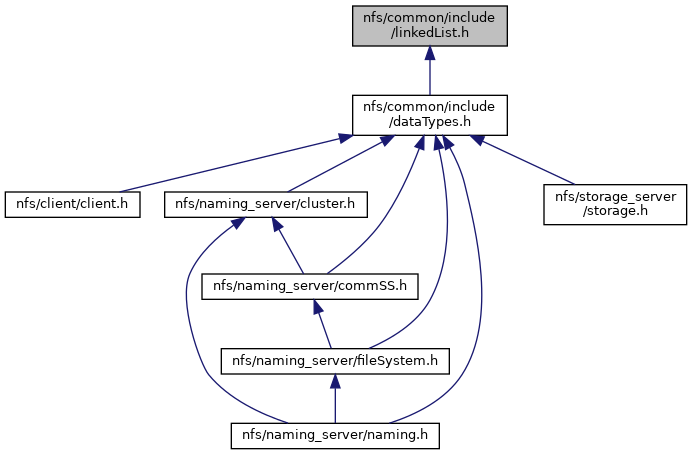 nfs/common/include
/linkedList.h
nfs/common/include
/dataTypes.h
nfs/client/client.h
nfs/naming_server/cluster.h
nfs/storage_server
/storage.h
nfs/naming_server/commSS.h
nfs/naming_server/fileSystem.h
nfs/naming_server/naming.h